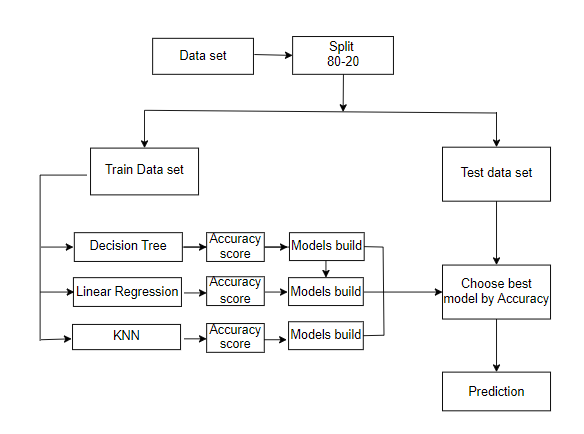 Data set
Split
80-20
Train Data set
Test data set
Decision Tree
Accuracy
score
Models build
Linear Regression
Accuracy
score
Models build
Choose best
model by Accuracy
KNN
Accuracy
score
Models build
Prediction